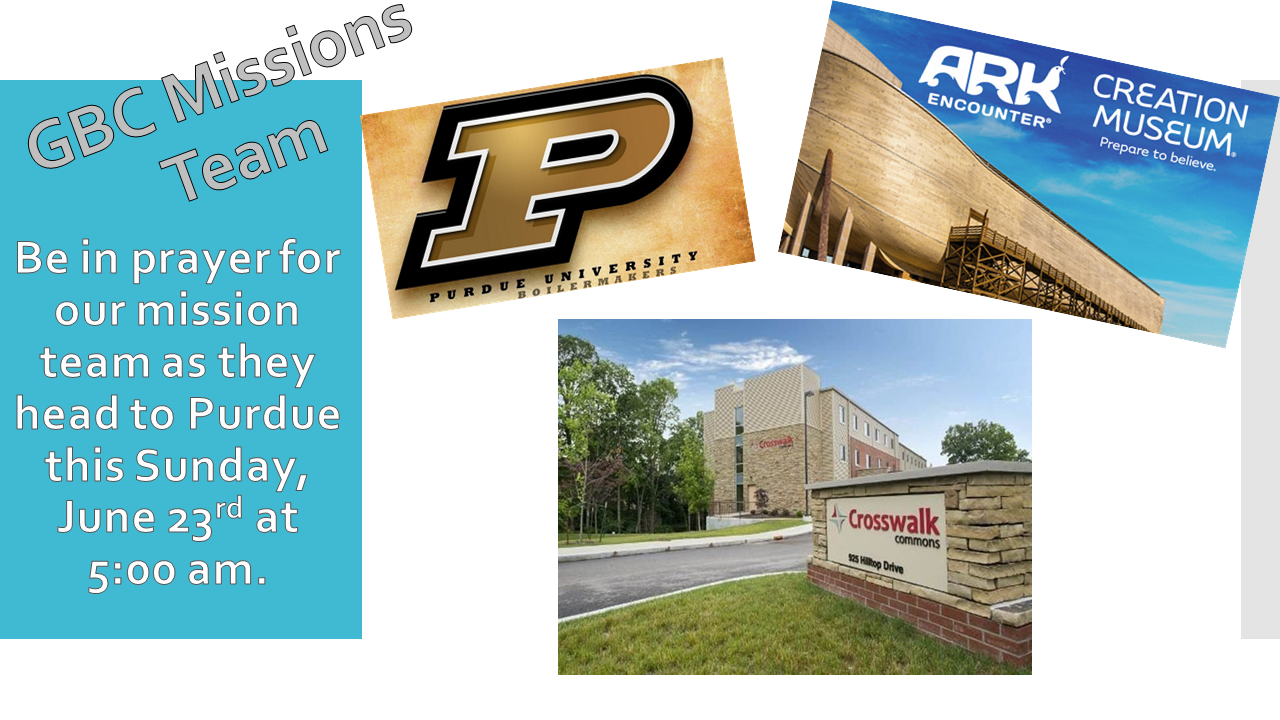 GBC Missions
Team
Be in prayer for
our mission
team as they
head to Purdue
this Sunday,
June 23rd at
5:00 am.
P
PURDUE UNIVERSITY
BOILERMAKERS
ARK
ENCOUNTER®
CREATION
MUSEUM®
Prepare to believe.
Crosswalk
commons
Crosswalk
commons
925 Hilltop Drive